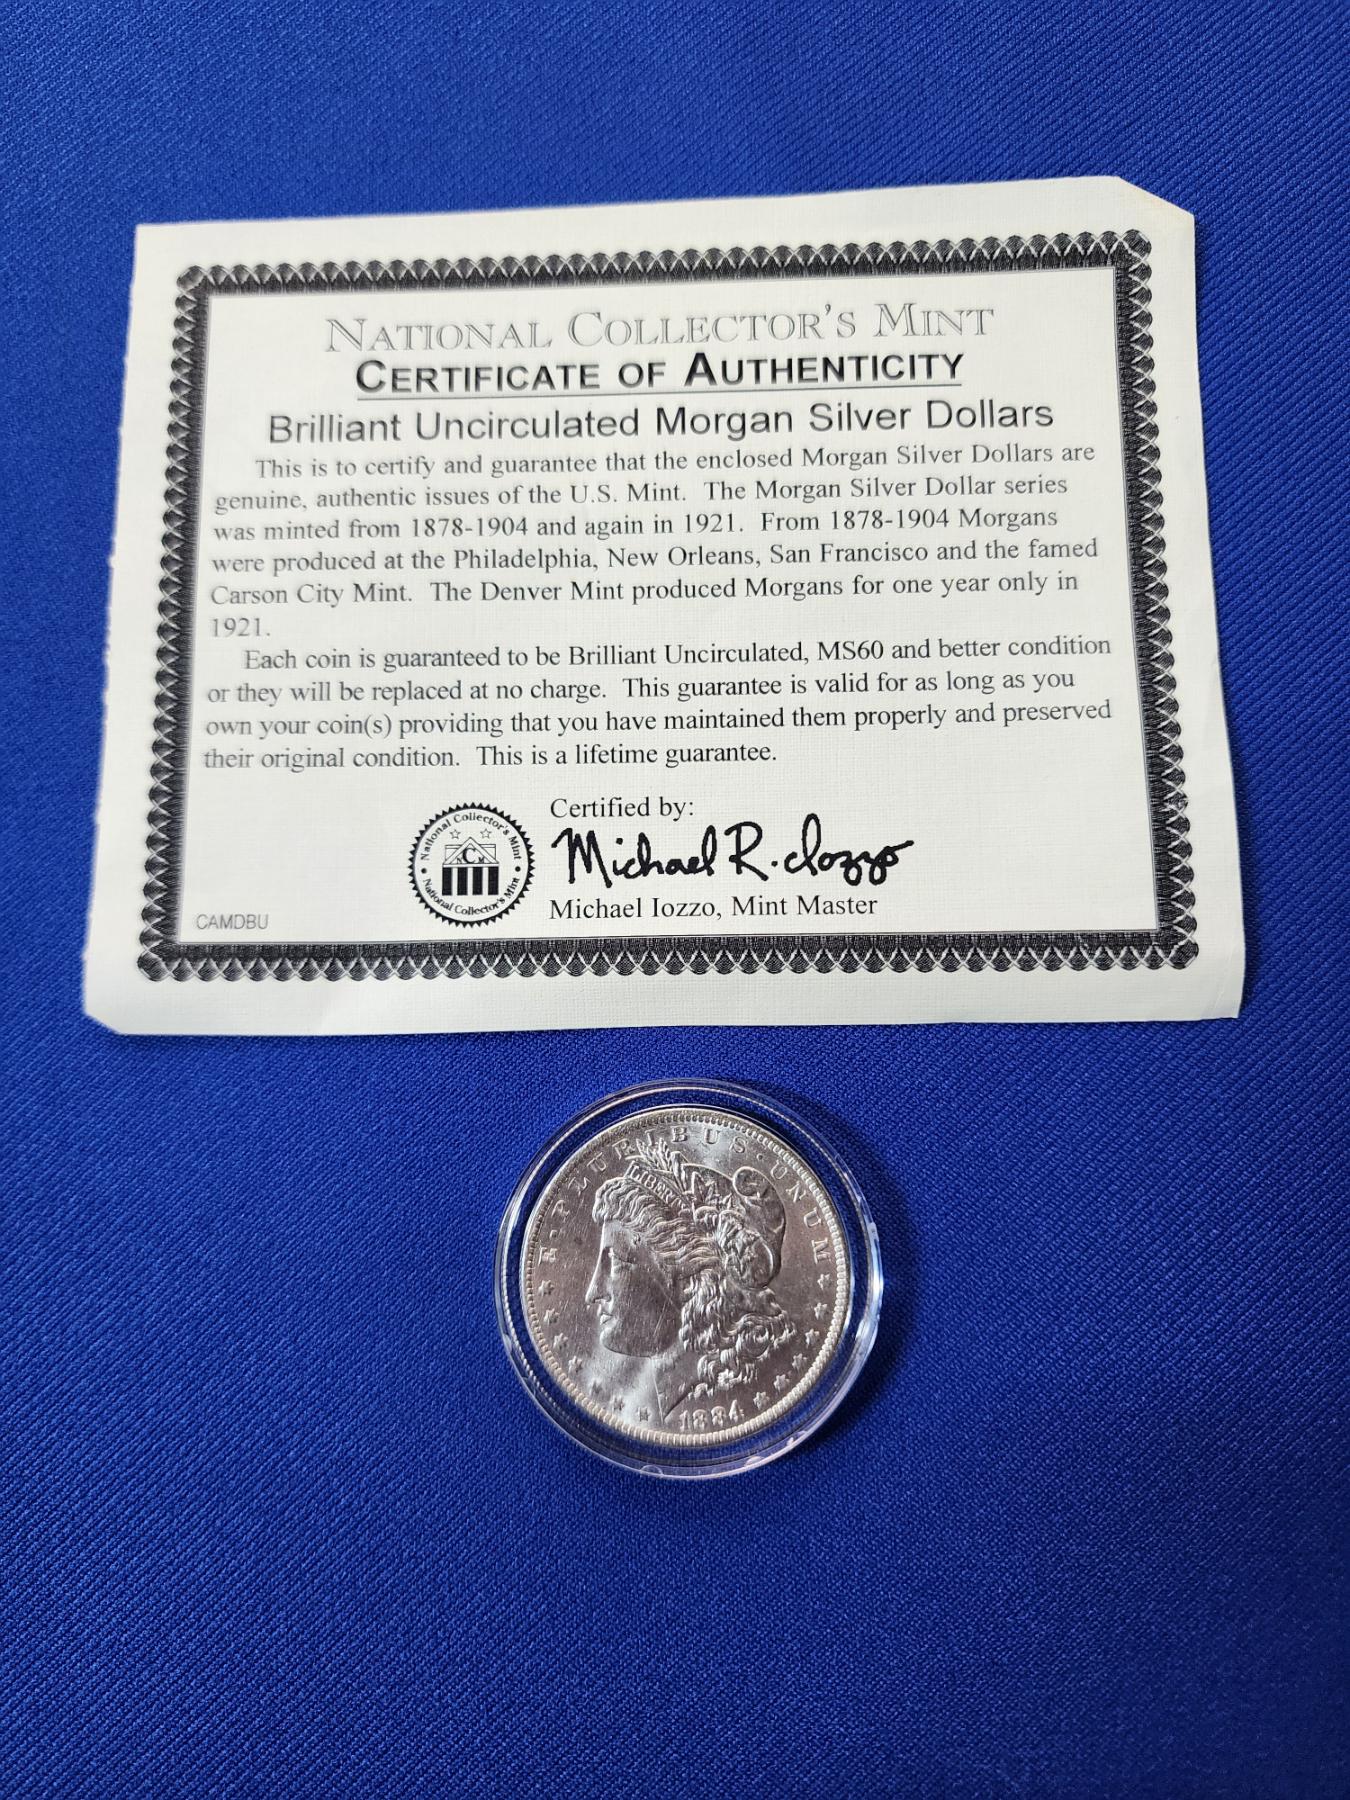 NATIONAL COLLECTOR'S MINT
CERTIFICATE OF AUTHENTICITY
Brilliant Uncirculated Morgan Silver Dollars
This is to certify and guarantee that the enclosed Morgan Silver Dollars are
genuine, authentic issues of the U.S. Mint. The Morgan Silver Dollar series
was minted from 1878-1904 and again in 1921. From 1878-1904 Morgans
were produced at the Philadelphia, New Orleans, San Francisco and the famed
Carson City Mint. The Denver Mint produced Morgans for one year only in
1921.
Each coin is guaranteed to be Brilliant Uncirculated, MS60 and better condition
or they will be replaced at no charge. This guarantee is valid for as long as you
own your coin(s) providing that you have maintained them properly and preserved
their original condition. This is a lifetime guarantee.
Certified by:
Michael R. Iozzo
Michael Iozzo, Mint Master
National Collector's Mint
C
National Collector's Mint
CAMDBU
E·PLURIBUS·UNUM
LIBERTY
1884